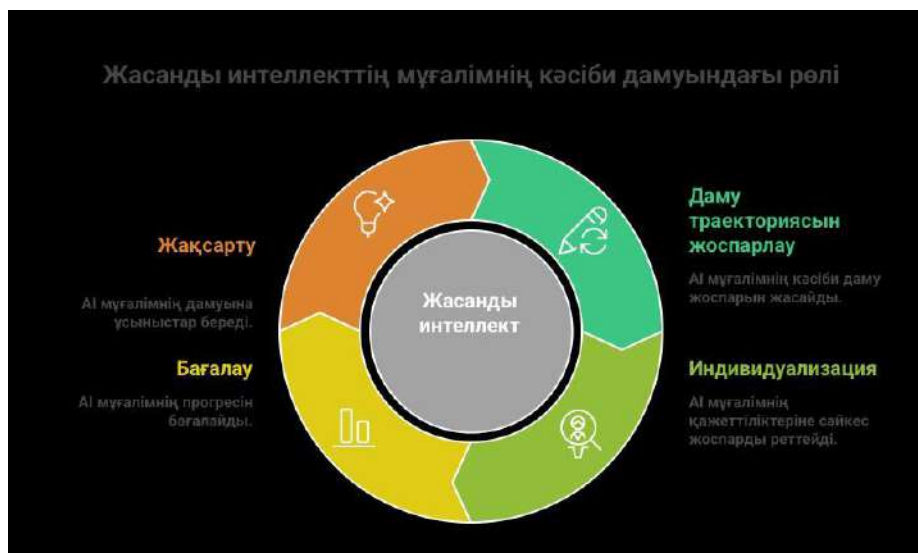 Жасанды интеллекттің мұғалімнің кәсіби дамуындағы рөлі
Жақсарту
AI мұғалімнің дамуына
ұсыныстар береді.
Бағалау
AI мұғалімнің прогресін
бағалайды.
Жасанды
интеллект
Даму
траекториясын
жоспарлау
AI мұғалімнің кәсіби даму
жоспарын жасайды.
Индивидуализация
AI мұғалімнің
қажеттіліктеріне сәйкес
жоспарды реттейді.